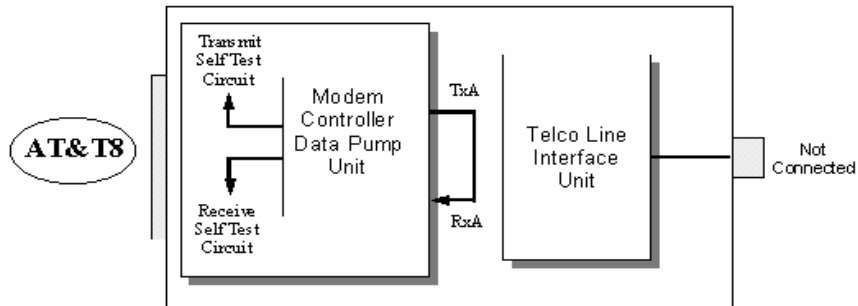 AT&T8
Transmit
Self Test
Circuit
Modem
Controller
Data Pump
Unit
Receive
Self Test
Circuit
TxA
RxA
Telco Line
Interface
Unit
Not
Connected